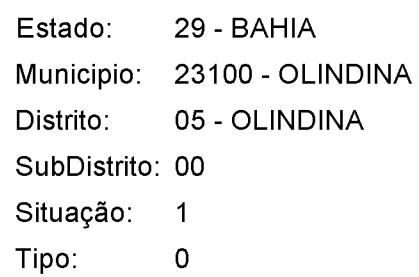 Estado: 29 - BAHIA
Municipio: 23100 - OLINDINA
Distrito: 05 - OLINDINA
SubDistrito: 00
Situação: 1
Tipo: 0